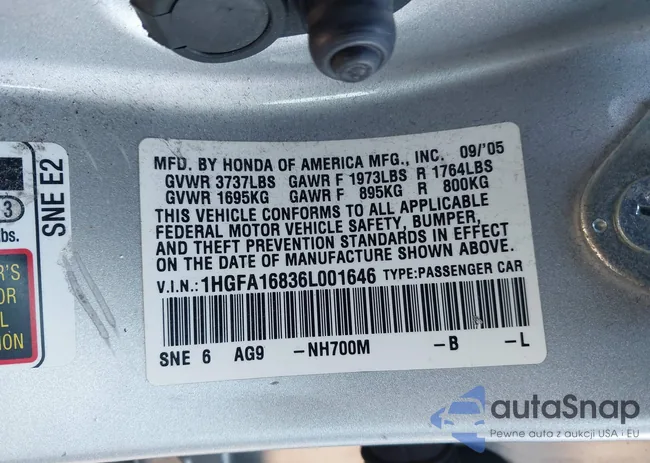 MFD. BY HONDA OF AMERICA MFG., INC. 09/'05
GVWR 3737LBS GAWR F 1973LBS R 1764LBS
GVWR 1695KG GAWR F 895KG R 800KG
THIS VEHICLE CONFORMS TO ALL APPLICABLE
FEDERAL MOTOR VEHICLE SAFETY, BUMPER,
AND THEFT PREVENTION STANDARDS IN EFFECT
ON THE DATE OF MANUFACTURE SHOWN ABOVE.
V.I.N.: 1HGFA16836L001646 TYPE:PASSENGER CAR
SNE 6 AG9 -NH700M -B -L
SNE E2
3
lbs.
autoSnap
Pewne auto z aukcji USA i EU